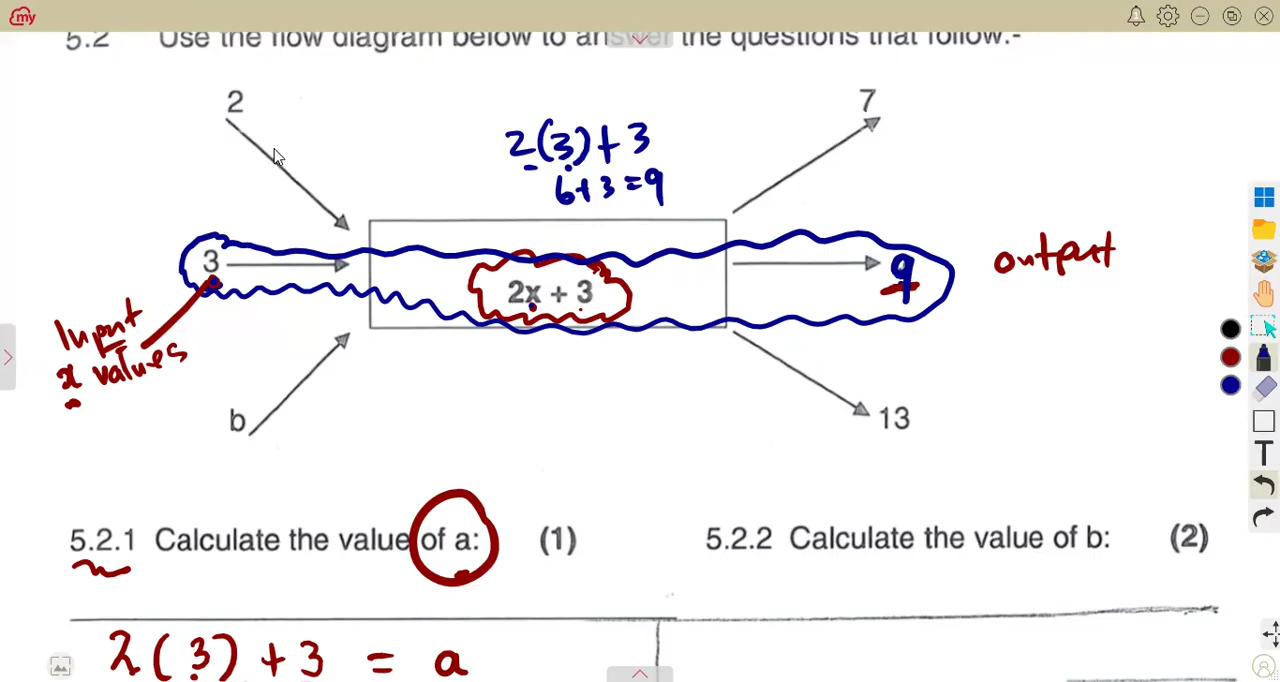 my
5.2 Use the flow diagram below to answer the questions that follow:-
2
7
2(3)+3
6+3=9
3
2x + 3
9
output
Input
x values
b
13
5.2.1 Calculate the value of a: (1)
5.2.2 Calculate the value of b: (2)
2(3)+3 = a
T